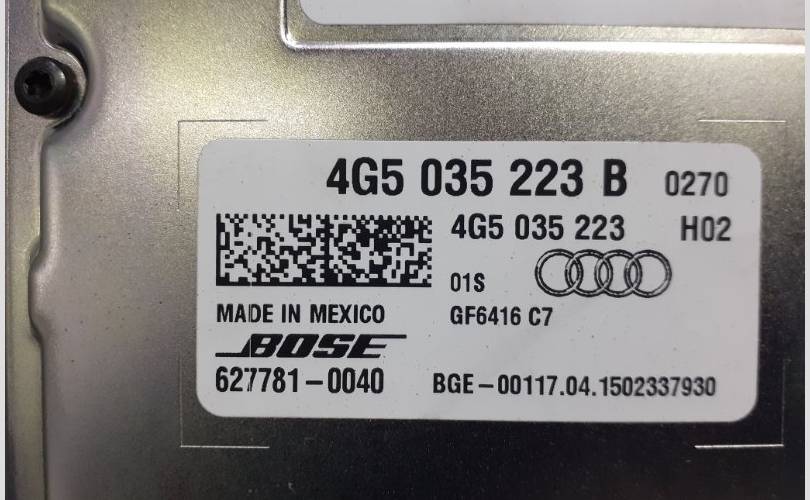 4G5 035 223 B 0270
4G5 035 223 H02
01S
MADE IN MEXICO GF6416 C7
BOSE
627781-0040 BGE-00117.04.1502337930